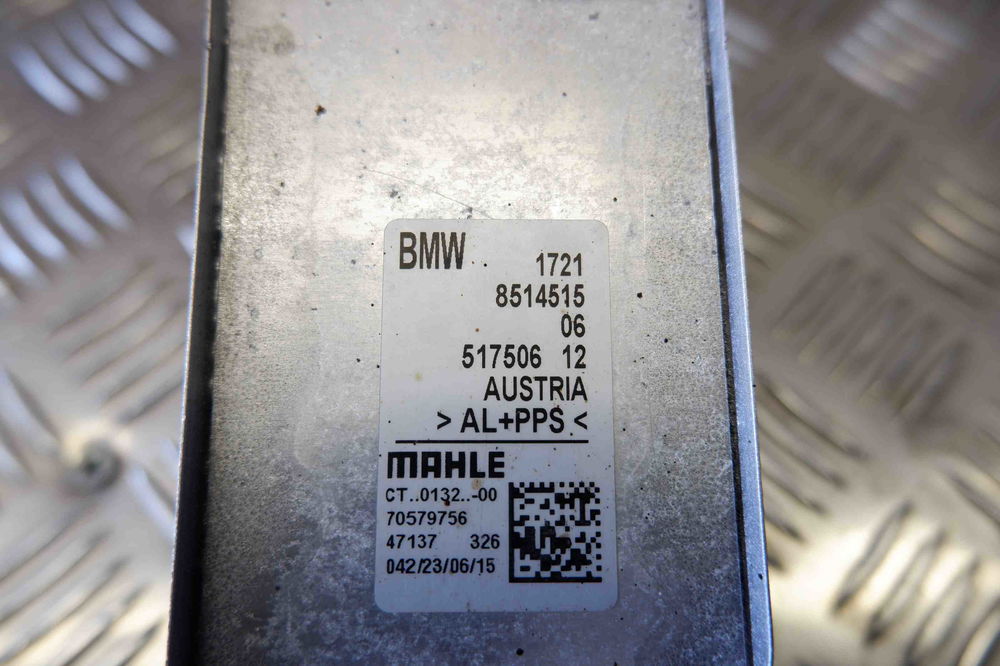 BMW 1721
8514515
06
517506 12
AUSTRIA
> AL+PPS <
MAHLE
CT..0132..-00
70579756
47137 326
042/23/06/15